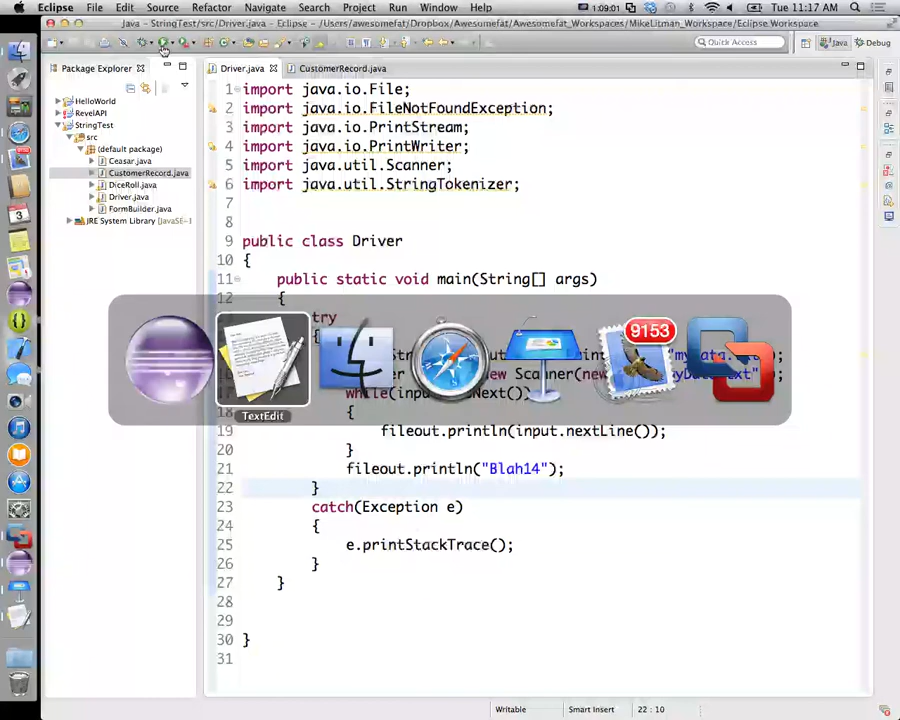 Eclipse File Edit Source Refactor Navigate Search Project Run Window Help 1:09:01 Tue 11:17 AM
Java – StringTest/src/Driver.java – Eclipse – /Users/awesomefat/Dropbox/Awesomefat/Awesomefat_Workspaces/MikeLitman_Workspace/Eclipse Workspace
Quick Access Java Debug
Package Explorer
Driver.java CustomerRecord.java
HelloWorld
RevelAPI
StringTest
src
(default package)
Ceasar.java
CustomerRecord.java
DiceRoll.java
Driver.java
FormBuilder.java
JRE System Library [JavaSE-
1 import java.io.File;
2 import java.io.FileNotFoundException;
3 import java.io.PrintStream;
4 import java.io.PrintWriter;
5 import java.util.Scanner;
6 import java.util.StringTokenizer;
7
8
9 public class Driver
10 {
11 public static void main(String[] args)
12 {
try
{
new Scanner(new
while(
{
19 fileout.println(input.nextLine());
20 }
21 fileout.println("Blah14");
22 }
23 catch(Exception e)
24 {
25 e.printStackTrace();
26 }
27 }
28
29
30 }
31
9153
TextEdit
Writable Smart Insert 22 : 10